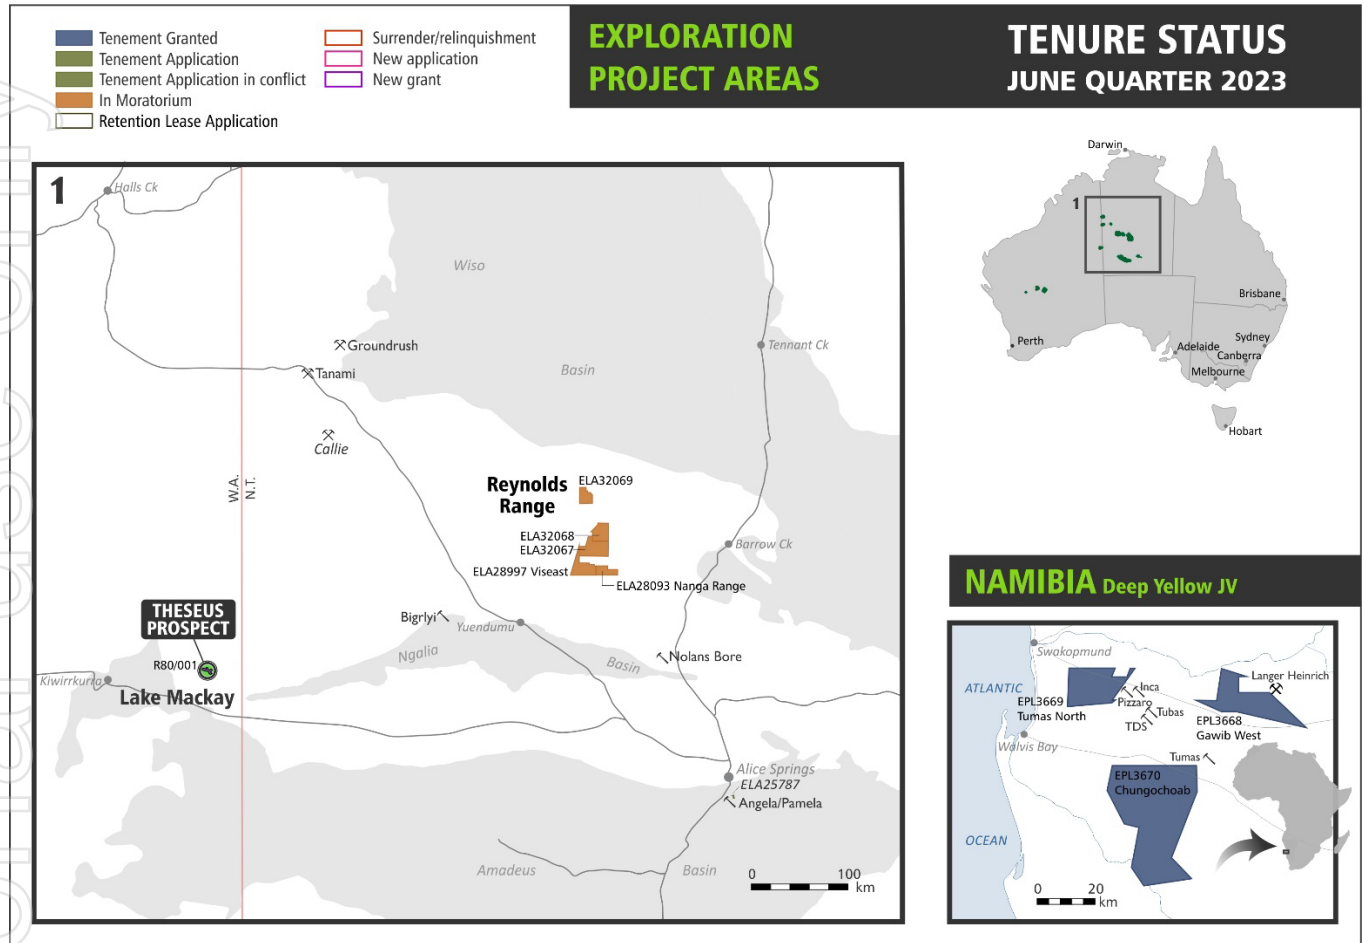 Tenement Granted
Tenement Application
Tenement Application in conflict
In Moratorium
Retention Lease Application
Surrender/relinquishment
New application
New grant
EXPLORATION
PROJECT AREAS
TENURE STATUS
JUNE QUARTER 2023
1
Halls Ck
Wiso
Basin
Groundrush
Tanami
Callie
Tennant Ck
W.A.
N.T.
Reynolds
Range
ELA32069
ELA32068
ELA32067
ELA28997 Viseast
ELA28093 Nanga Range
Barrow Ck
THESEUS
PROSPECT
R80/001
Kiwirrkurra
Lake Mackay
Bigrlyi
Yuendumu
Ngalia
Basin
Nolans Bore
Alice Springs
ELA25787
Angela/Pamela
Amadeus
Basin
0 100
km
Darwin
1
Brisbane
Perth
Sydney
Adelaide
Canberra
Melbourne
Hobart
NAMIBIA Deep Yellow JV
Swakopmund
ATLANTIC
EPL3669
Tumas North
Inca
Pizzaro
Tubas
TDS
Langer Heinrich
EPL3668
Gawib West
Walvis Bay
Tumas
EPL3670
Chungochoab
OCEAN
0 20
km